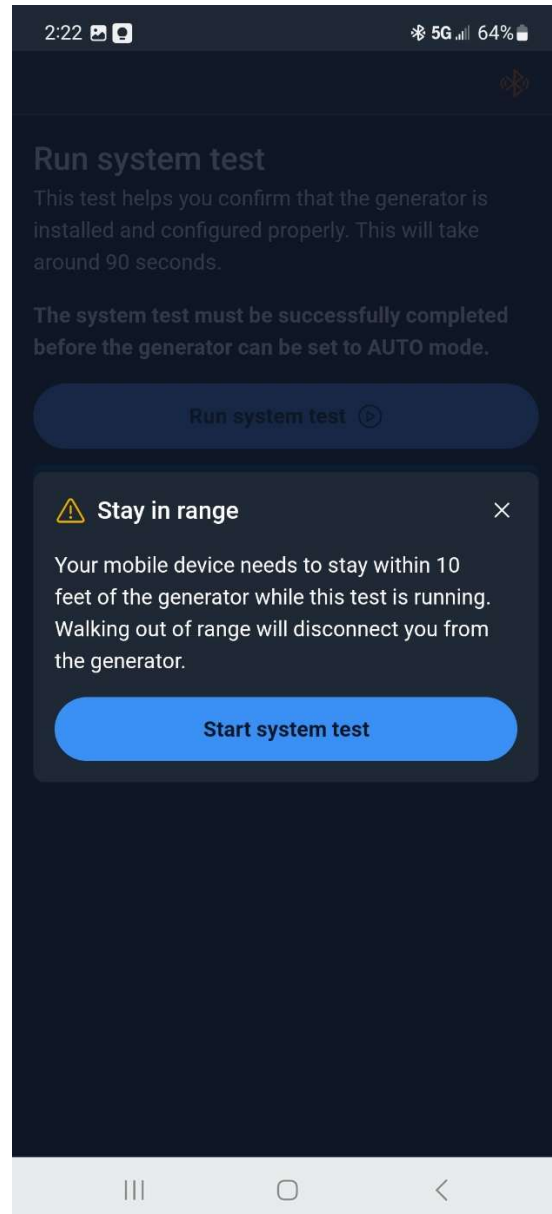 2:22 5G 64%
Run system test
This test helps you confirm that the generator is
installed and configured properly. This will take
around 90 seconds.
The system test must be successfully completed
before the generator can be set to AUTO mode.
Run system test
Stay in range
Your mobile device needs to stay within 10
feet of the generator while this test is running.
Walking out of range will disconnect you from
the generator.
Start system test